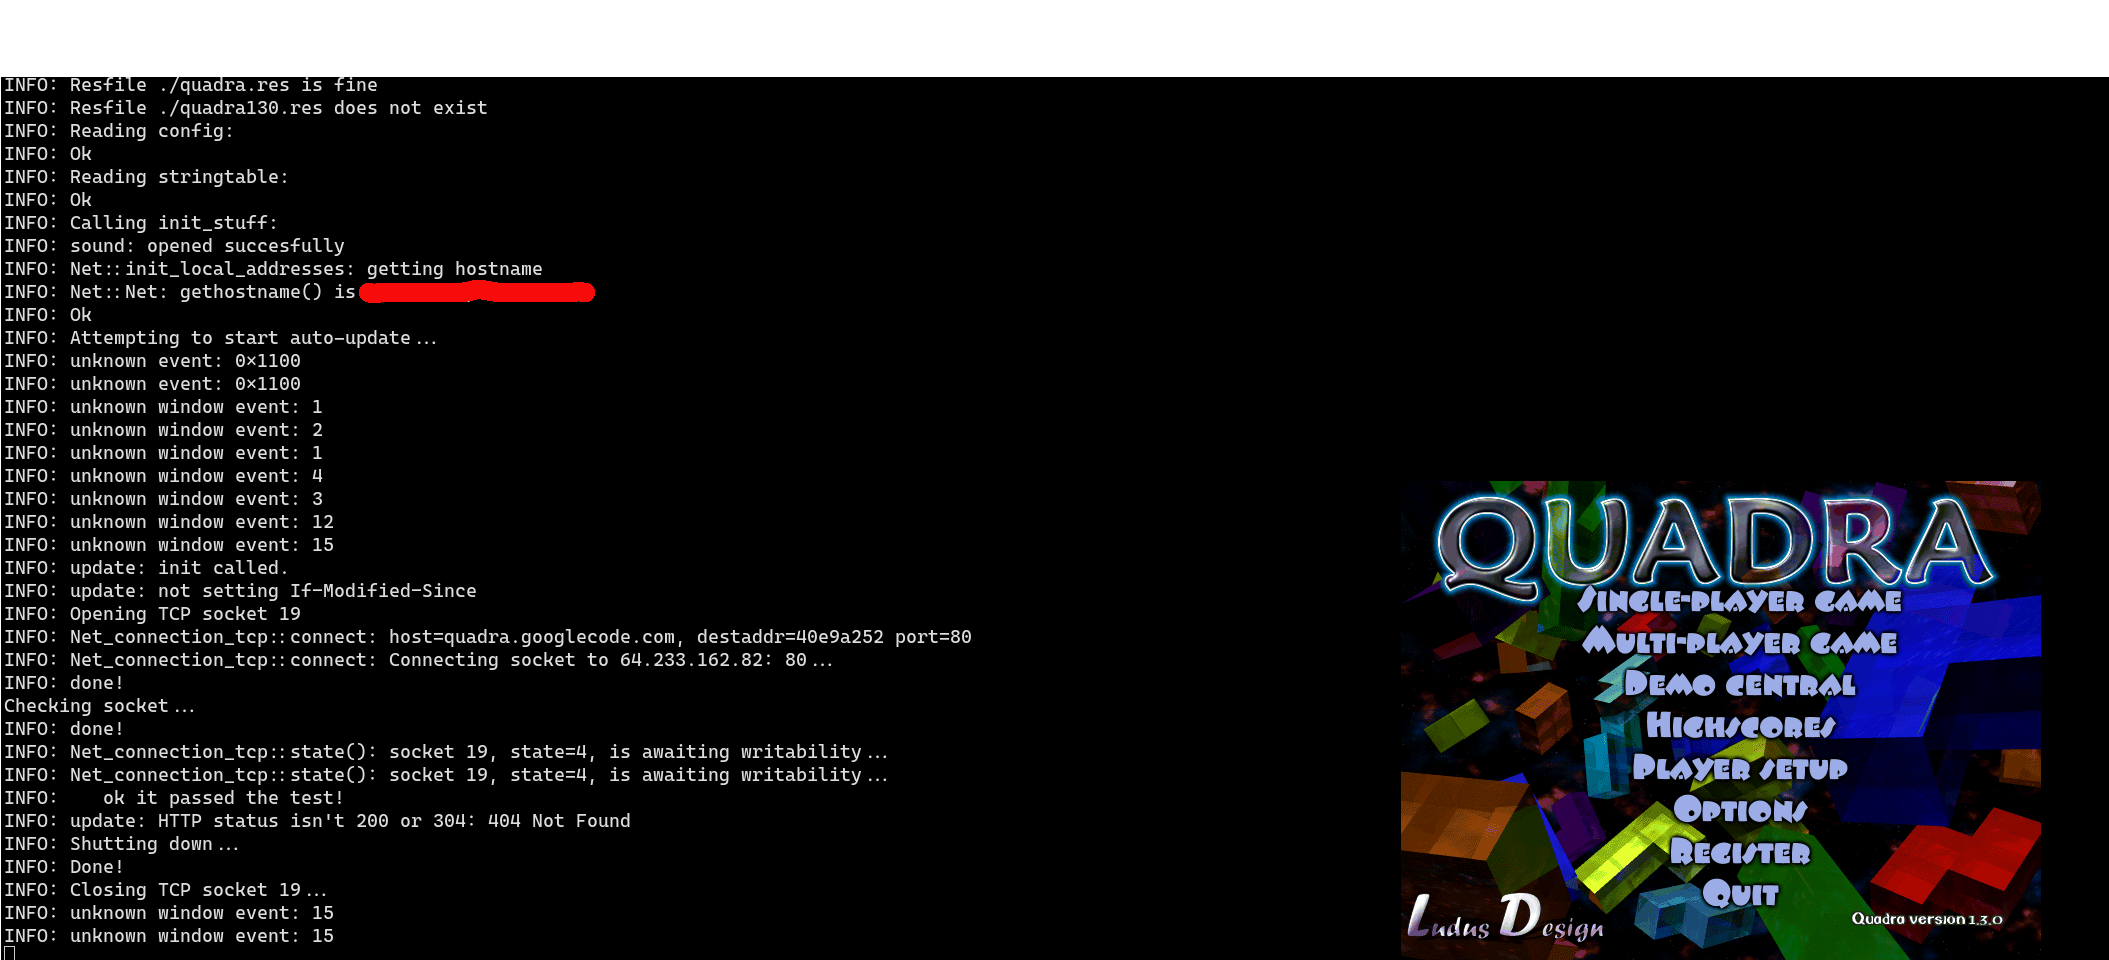 INFO: Resfile ./quadra.res is fine
INFO: Resfile ./quadra130.res does not exist
INFO: Reading config:
INFO: Ok
INFO: Reading stringtable:
INFO: Ok
INFO: Calling init_stuff:
INFO: sound: opened succesfully
INFO: Net::init_local_addresses: getting hostname
INFO: Net::Net: gethostname() is
INFO: Ok
INFO: Attempting to start auto-update...
INFO: unknown event: 0×1100
INFO: unknown event: 0×1100
INFO: unknown window event: 1
INFO: unknown window event: 2
INFO: unknown window event: 1
INFO: unknown window event: 4
INFO: unknown window event: 3
INFO: unknown window event: 12
INFO: unknown window event: 15
INFO: update: init called.
INFO: update: not setting If-Modified-Since
INFO: Opening TCP socket 19
INFO: Net_connection_tcp::connect: host=quadra.googlecode.com, destaddr=40e9a252 port=80
INFO: Net_connection_tcp::connect: Connecting socket to 64.233.162.82: 80...
INFO: done!
Checking socket...
INFO: done!
INFO: Net_connection_tcp::state(): socket 19, state=4, is awaiting writability...
INFO: Net_connection_tcp::state(): socket 19, state=4, is awaiting writability...
INFO:    ok it passed the test!
INFO: update: HTTP status isn't 200 or 304: 404 Not Found
INFO: Shutting down...
INFO: Done!
INFO: Closing TCP socket 19...
INFO: unknown window event: 15
INFO: unknown window event: 15
QUADRA
Single-player game
Multi-player game
Demo central
Highscores
Player setup
Options
Register
Quit
Ludus Design
Quadra version 1.3.0